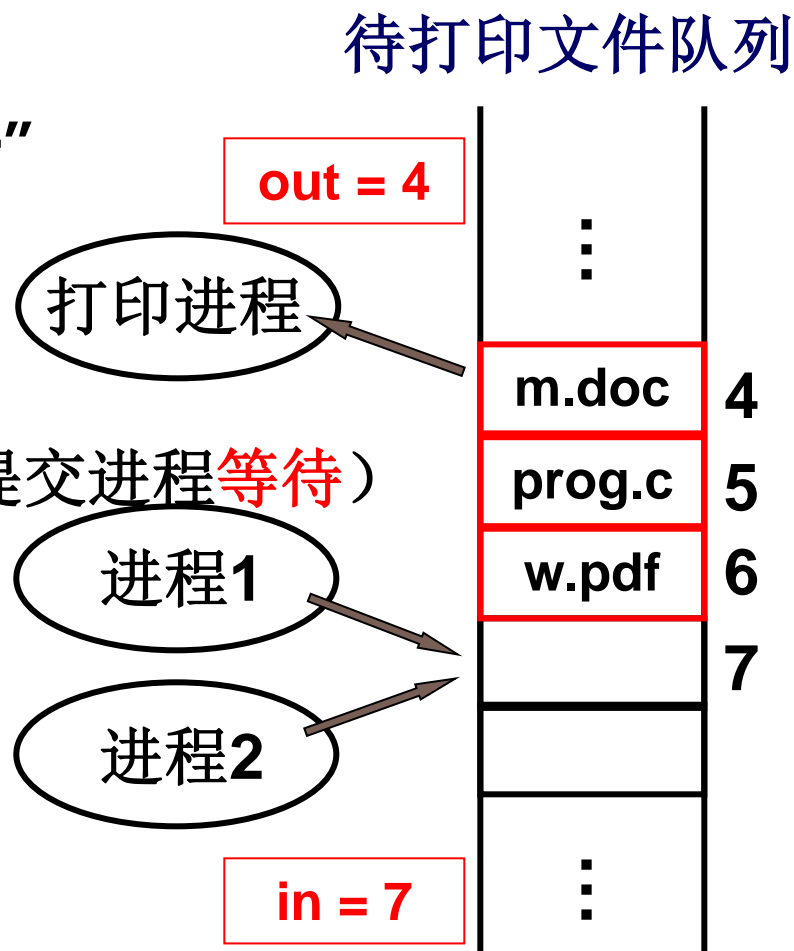 待打印文件队列
out = 4
打印进程
m.doc 4
提交进程等待）
prog.c 5
进程1
w.pdf 6
7
进程2
in = 7